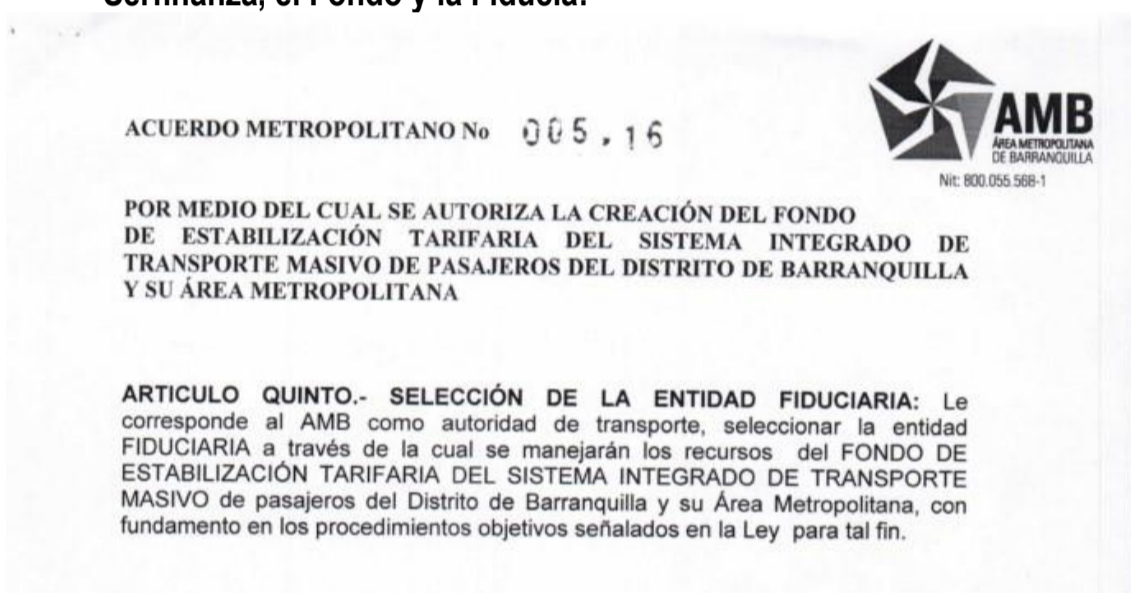 Serfinanza, el Fondo y la Fiducia?
ACUERDO METROPOLITANO No 005.16
AMB
ÁREA METROPOLITANA
DE BARRANQUILLA
Nit: 800.055.568-1
POR MEDIO DEL CUAL SE AUTORIZA LA CREACIÓN DEL FONDO
DE ESTABILIZACIÓN TARIFARIA DEL SISTEMA INTEGRADO DE
TRANSPORTE MASIVO DE PASAJEROS DEL DISTRITO DE BARRANQUILLA
Y SU ÁREA METROPOLITANA
ARTICULO QUINTO.- SELECCIÓN DE LA ENTIDAD FIDUCIARIA: Le
corresponde al AMB como autoridad de transporte, seleccionar la entidad
FIDUCIARIA a través de la cual se manejarán los recursos del FONDO DE
ESTABILIZACIÓN TARIFARIA DEL SISTEMA INTEGRADO DE TRANSPORTE
MASIVO de pasajeros del Distrito de Barranquilla y su Área Metropolitana, con
fundamento en los procedimientos objetivos señalados en la Ley para tal fin.